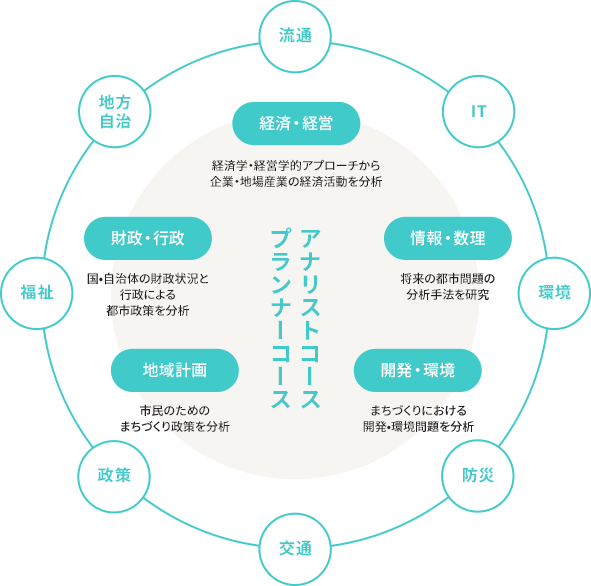 流通
地方
自治
IT
経済・経営
経済学・経営学的アプローチから
企業・地場産業の経済活動を分析
財政・行政
国・自治体の財政状況と
行政による
都市政策を分析
情報・数理
将来の都市問題の
分析手法を研究
アナリストコース
プランナーコース
福祉
環境
地域計画
市民のための
まちづくり政策を分析
開発・環境
まちづくりにおける
開発・環境問題を分析
政策
防災
交通